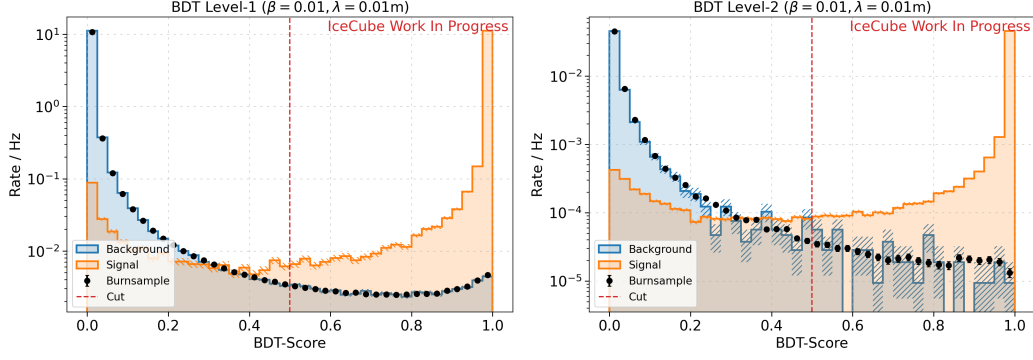 BDT Level-1 (β = 0.01, λ = 0.01m)
IceCube Work In Progress
Rate / Hz
10¹
10⁰
10⁻¹
10⁻²
Background
Signal
Burnsample
Cut
0.0 0.2 0.4 0.6 0.8 1.0
BDT-Score
BDT Level-2 (β = 0.01, λ = 0.01m)
IceCube Work In Progress
Rate / Hz
10⁻²
10⁻³
10⁻⁴
10⁻⁵
Background
Signal
Burnsample
Cut
0.0 0.2 0.4 0.6 0.8 1.0
BDT-Score